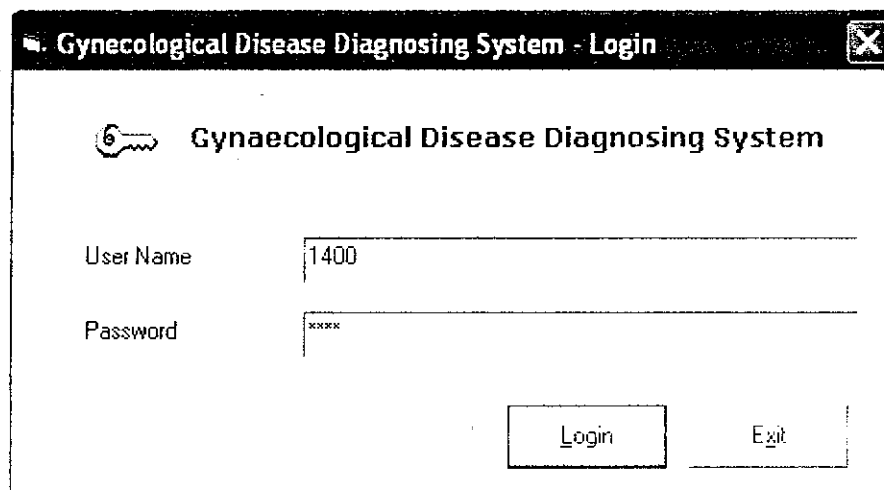 Gynecological Disease Diagnosing System - Login
Gynaecological Disease Diagnosing System
User Name 1400
Password ××××
Login Exit